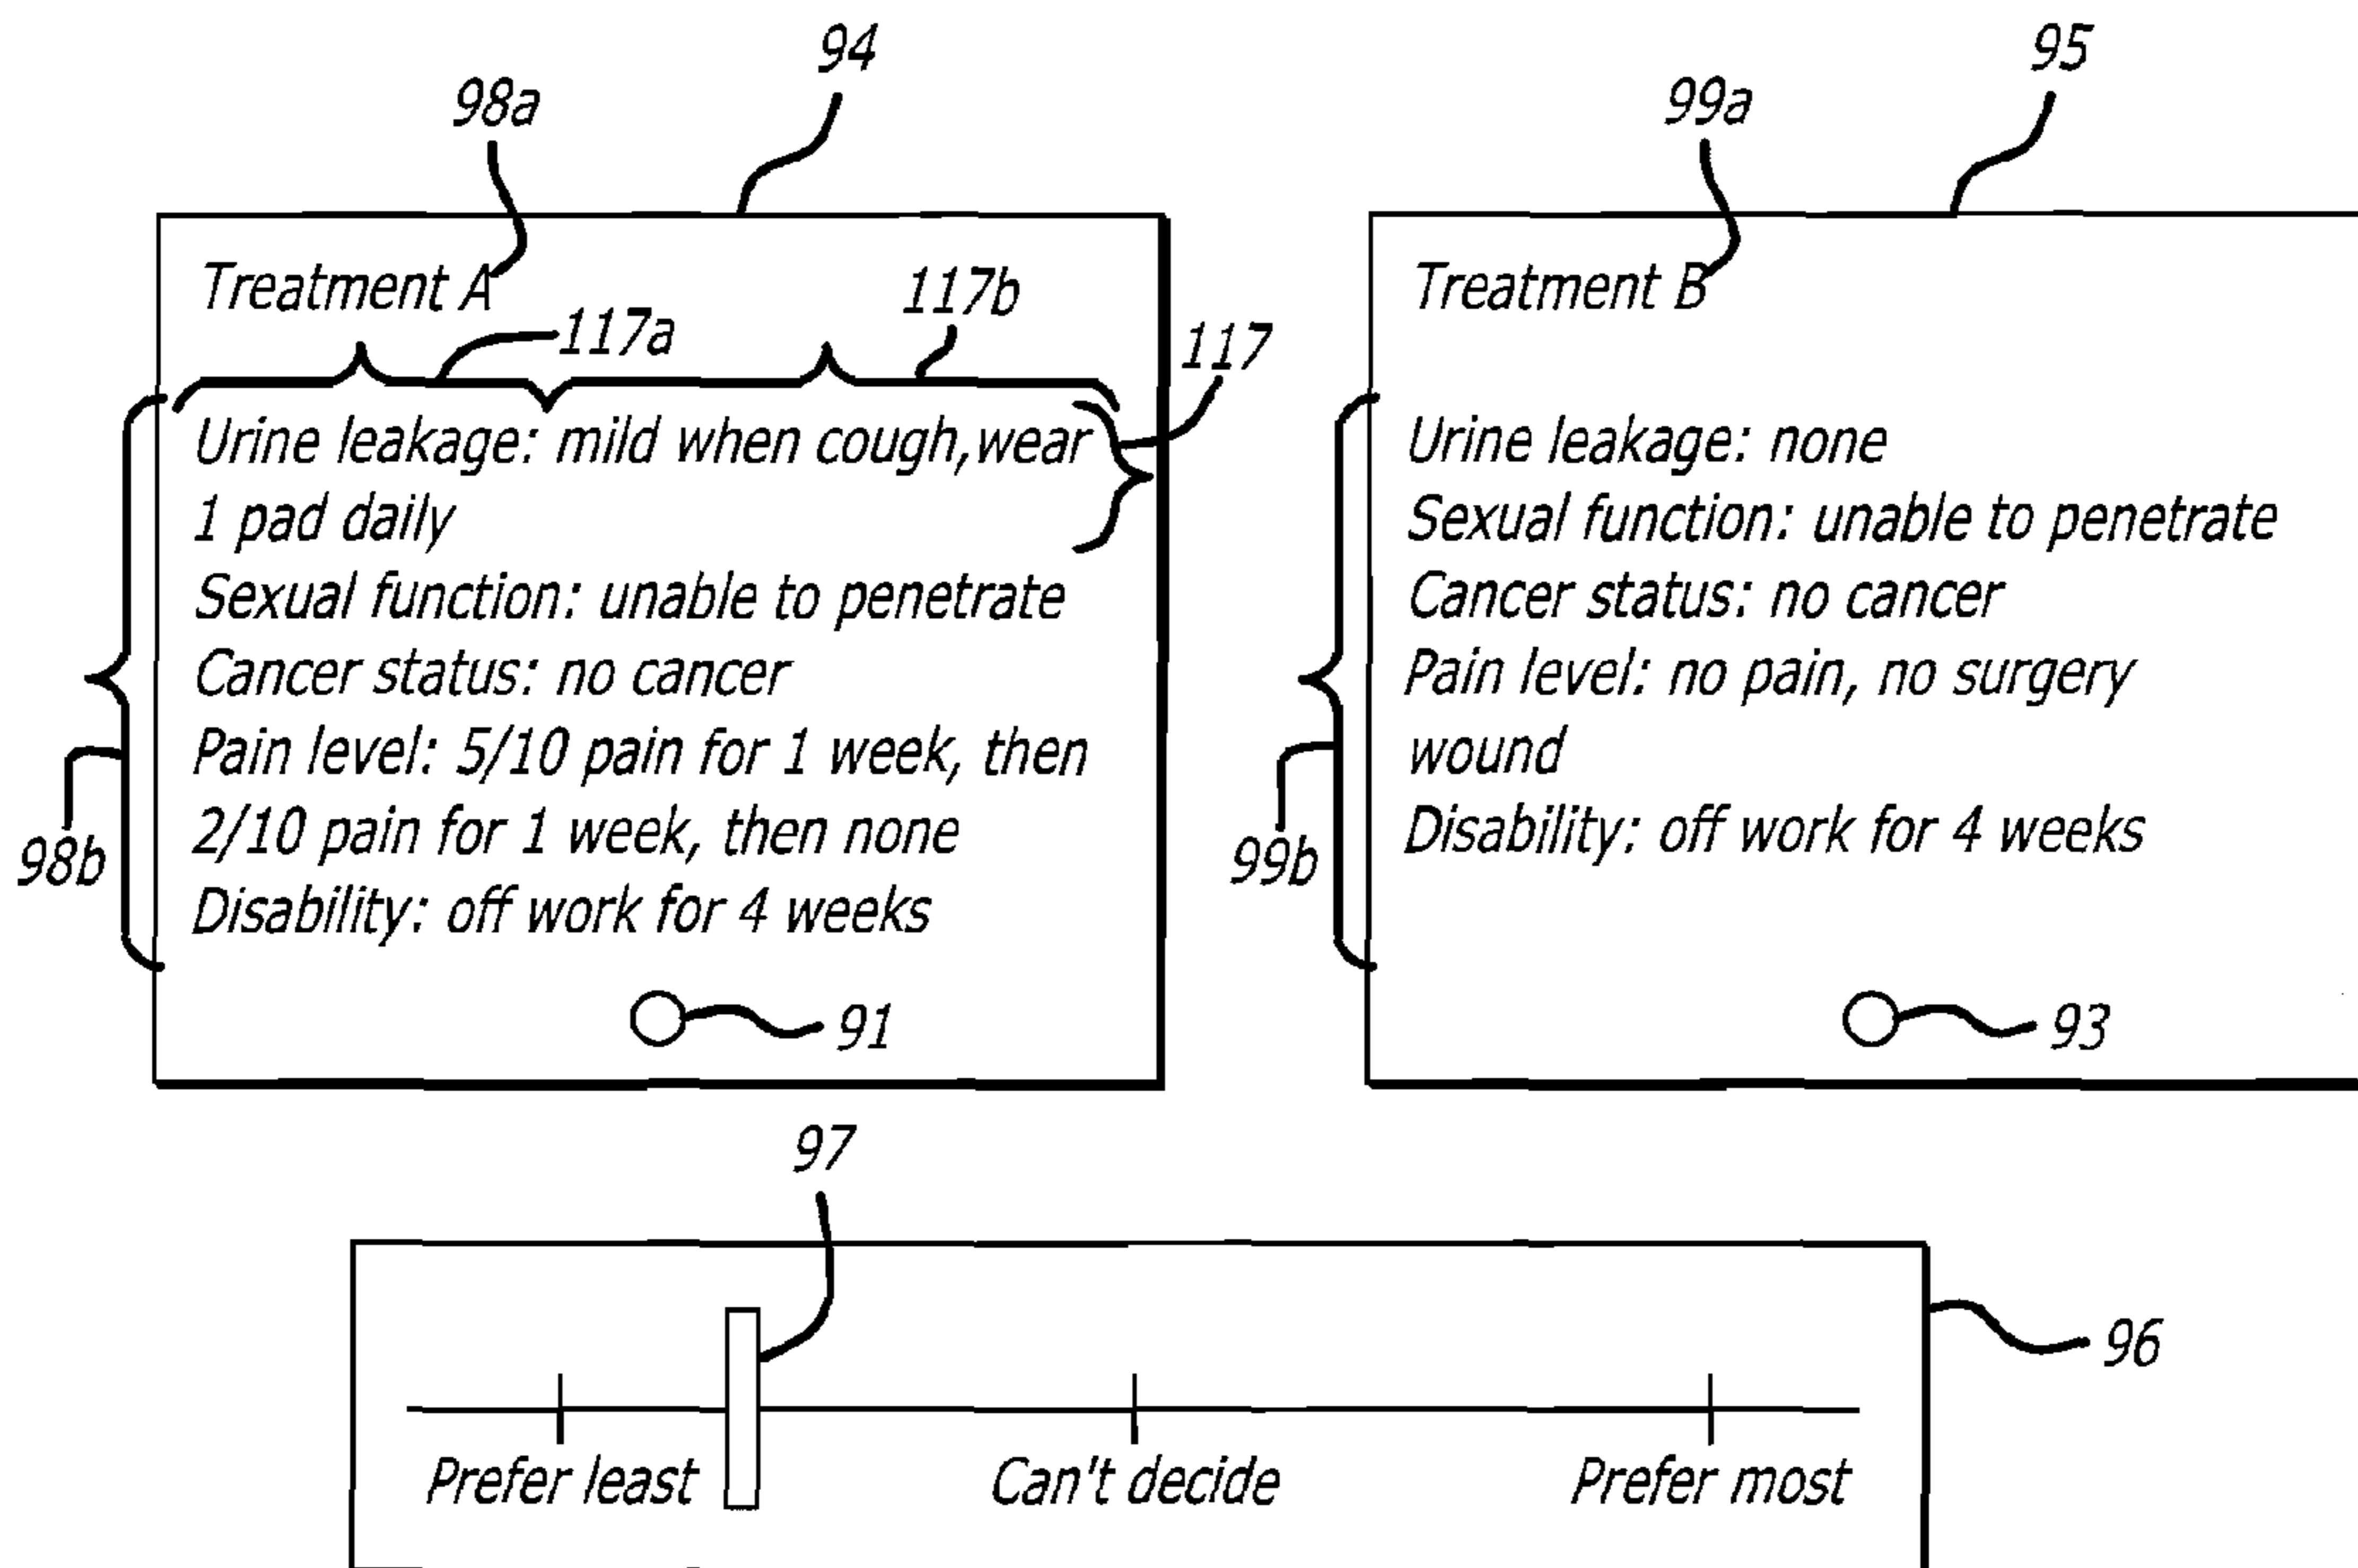 94
95
98a
99a
Treatment A
117b
Treatment B
117a
117
Urine leakage: mild when cough,wear
1 pad daily
Sexual function: unable to penetrate
Cancer status: no cancer
Pain level: 5/10 pain for 1 week, then
2/10 pain for 1 week, then none
Disability: off work for 4 weeks
98b
91
Urine leakage: none
Sexual function: unable to penetrate
Cancer status: no cancer
Pain level: no pain, no surgery
wound
Disability: off work for 4 weeks
99b
93
97
96
Prefer least
Can't decide
Prefer most